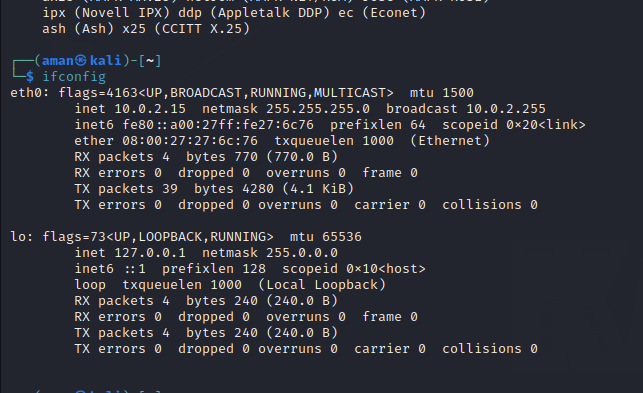 ipx (Novell IPX) ddp (Appletalk DDP) ec (Econet)
ash (Ash) x25 (CCITT X.25)
┌──(aman㉿kali)-[~]
└─$ ifconfig
eth0: flags=4163<UP,BROADCAST,RUNNING,MULTICAST>  mtu 1500
inet 10.0.2.15  netmask 255.255.255.0  broadcast 10.0.2.255
inet6 fe80::a00:27ff:fe27:6c76  prefixlen 64  scopeid 0x20<link>
ether 08:00:27:27:6c:76  txqueuelen 1000  (Ethernet)
RX packets 4  bytes 770 (770.0 B)
RX errors 0  dropped 0  overruns 0  frame 0
TX packets 39  bytes 4280 (4.1 KiB)
TX errors 0  dropped 0 overruns 0  carrier 0  collisions 0
lo: flags=73<UP,LOOPBACK,RUNNING>  mtu 65536
inet 127.0.0.1  netmask 255.0.0.0
inet6 ::1  prefixlen 128  scopeid 0x10<host>
loop  txqueuelen 1000  (Local Loopback)
RX packets 4  bytes 240 (240.0 B)
RX errors 0  dropped 0  overruns 0  frame 0
TX packets 4  bytes 240 (240.0 B)
TX errors 0  dropped 0 overruns 0  carrier 0  collisions 0